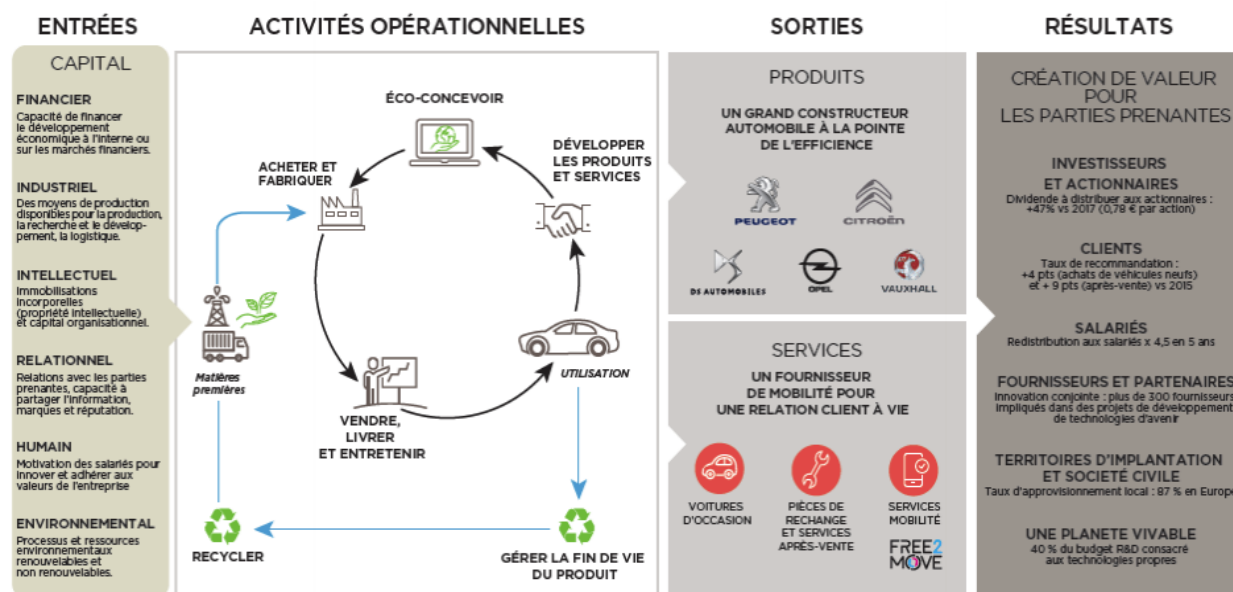 ENTRÉES
CAPITAL
FINANCIER
Capacité de financer
le développement
économique à l'interne ou
sur les marchés financiers.
INDUSTRIEL
Des moyens de production
disponibles pour la production,
la recherche et le dévelop-
pement, la logistique.
INTELLECTUEL
Immobilisations
incorporelles
(propriété intellectuelle)
et capital organisationnel.
RELATIONNEL
Relations avec les parties
prenantes, capacité à
partager l'information,
marques et réputation.
HUMAIN
Motivation des salariés pour
innover et adhérer aux
valeurs de l'entreprise
ENVIRONNEMENTAL
Processus et ressources
environnementaux
renouvelables et
non renouvelables.
ACTIVITÉS OPÉRATIONNELLES
ÉCO-CONCEVOIR
ACHETER ET
FABRIQUER
DÉVELOPPER
LES PRODUITS
ET SERVICES
Matières
premières
UTILISATION
VENDRE,
LIVRER
ET ENTRETENIR
RECYCLER
GÉRER LA FIN DE VIE
DU PRODUIT
SORTIES
PRODUITS
UN GRAND CONSTRUCTEUR
AUTOMOBILE À LA POINTE
DE L'EFFICIENCE
PEUGEOT
CITROËN
DS AUTOMOBILES
OPEL
VAUXHALL
SERVICES
UN FOURNISSEUR
DE MOBILITÉ POUR
UNE RELATION CLIENT À VIE
VOITURES
D'OCCASION
PIÈCES DE
RECHANGE
ET SERVICES
APRÈS-VENTE
SERVICES
MOBILITÉ
FREE2
MOVE
RÉSULTATS
CRÉATION DE VALEUR
POUR
LES PARTIES PRENANTES
INVESTISSEURS
ET ACTIONNAIRES
Dividende à distribuer aux actionnaires :
+47% vs 2017 (0,78 € par action)
CLIENTS
Taux de recommandation :
+4 pts (achats de véhicules neufs)
et + 9 pts (après-vente) vs 2015
SALARIÉS
Redistribution aux salariés x 4,5 en 5 ans
FOURNISSEURS ET PARTENAIRES
Innovation conjointe : plus de 300 fournisseurs
impliqués dans des projets de développement
de technologies d'avenir
TERRITOIRES D'IMPLANTATION
ET SOCIETÉ CIVILE
Taux d'approvisionnement local : 87 % en Europe
UNE PLANETE VIVABLE
40 % du budget R&D consacré
aux technologies propres